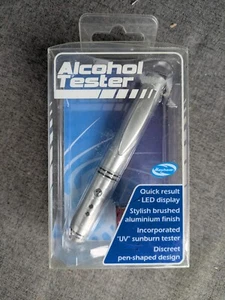 Alcohol
Tester
Quick result
- LED display
Stylish brushed
aluminium finish
Incorporated
"UV" sunburn tester
Discreet
pen-shaped design